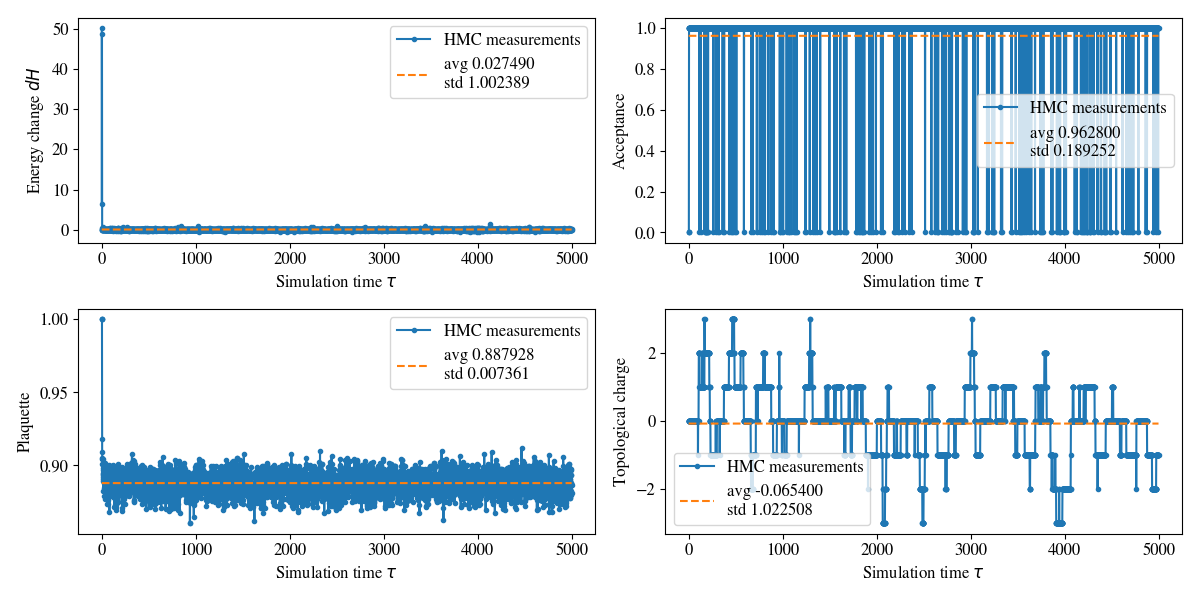 50
40
30
20
10
0
Energy change dH
HMC measurements
avg 0.027490
std 1.002389
0 1000 2000 3000 4000 5000
Simulation time τ
1.0
0.8
0.6
0.4
0.2
0.0
Acceptance
HMC measurements
avg 0.962800
std 0.189252
0 1000 2000 3000 4000 5000
Simulation time τ
1.00
0.95
0.90
Plaquette
HMC measurements
avg 0.887928
std 0.007361
0 1000 2000 3000 4000 5000
Simulation time τ
2
0
−2
Topological charge
HMC measurements
avg -0.065400
std 1.022508
0 1000 2000 3000 4000 5000
Simulation time τ